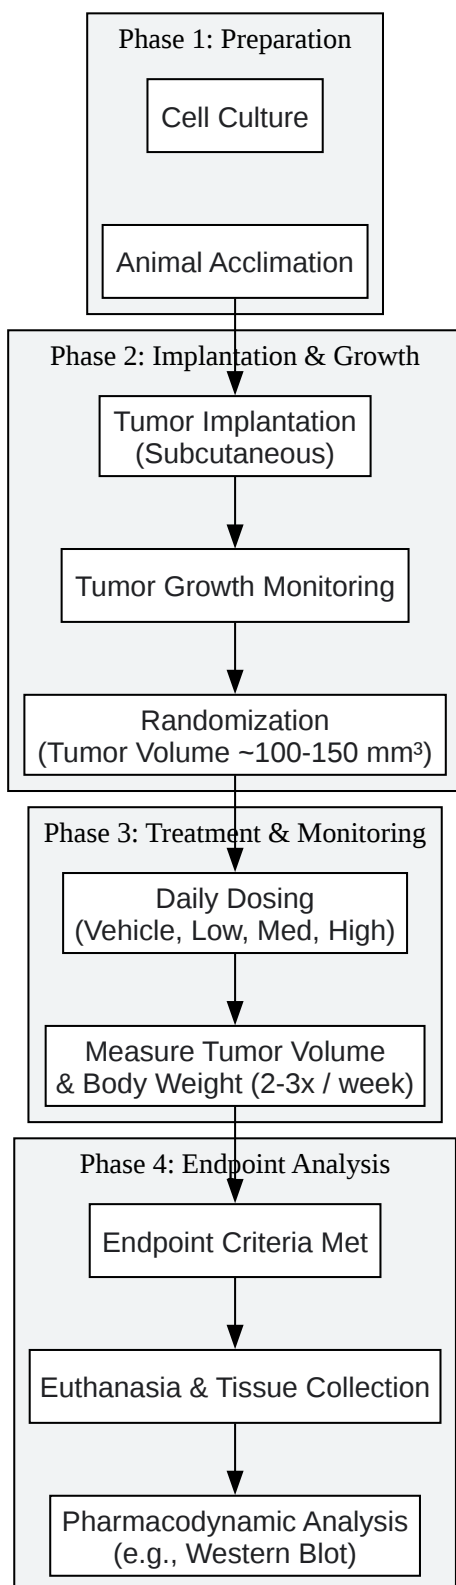 Phase 1: Preparation
Cell Culture
Animal Acclimation
Phase 2: Implantation & Growth
Tumor Implantation
(Subcutaneous)
Tumor Growth Monitoring
Randomization
(Tumor Volume ~100-150 mm³)
Phase 3: Treatment & Monitoring
Daily Dosing
(Vehicle, Low, Med, High)
Measure Tumor Volume
& Body Weight (2-3x / week)
Phase 4: Endpoint Analysis
Endpoint Criteria Met
Euthanasia & Tissue Collection
Pharmacodynamic Analysis
(e.g., Western Blot)